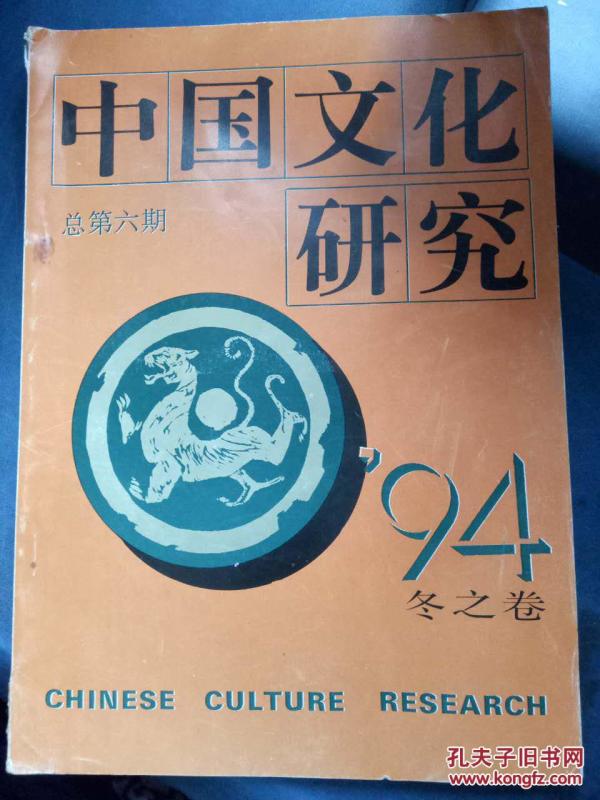 中国文化
研究
总第六期
'94
冬之卷
CHINESE CULTURE RESEARCH
孔夫子旧书网
www.kongfz.com